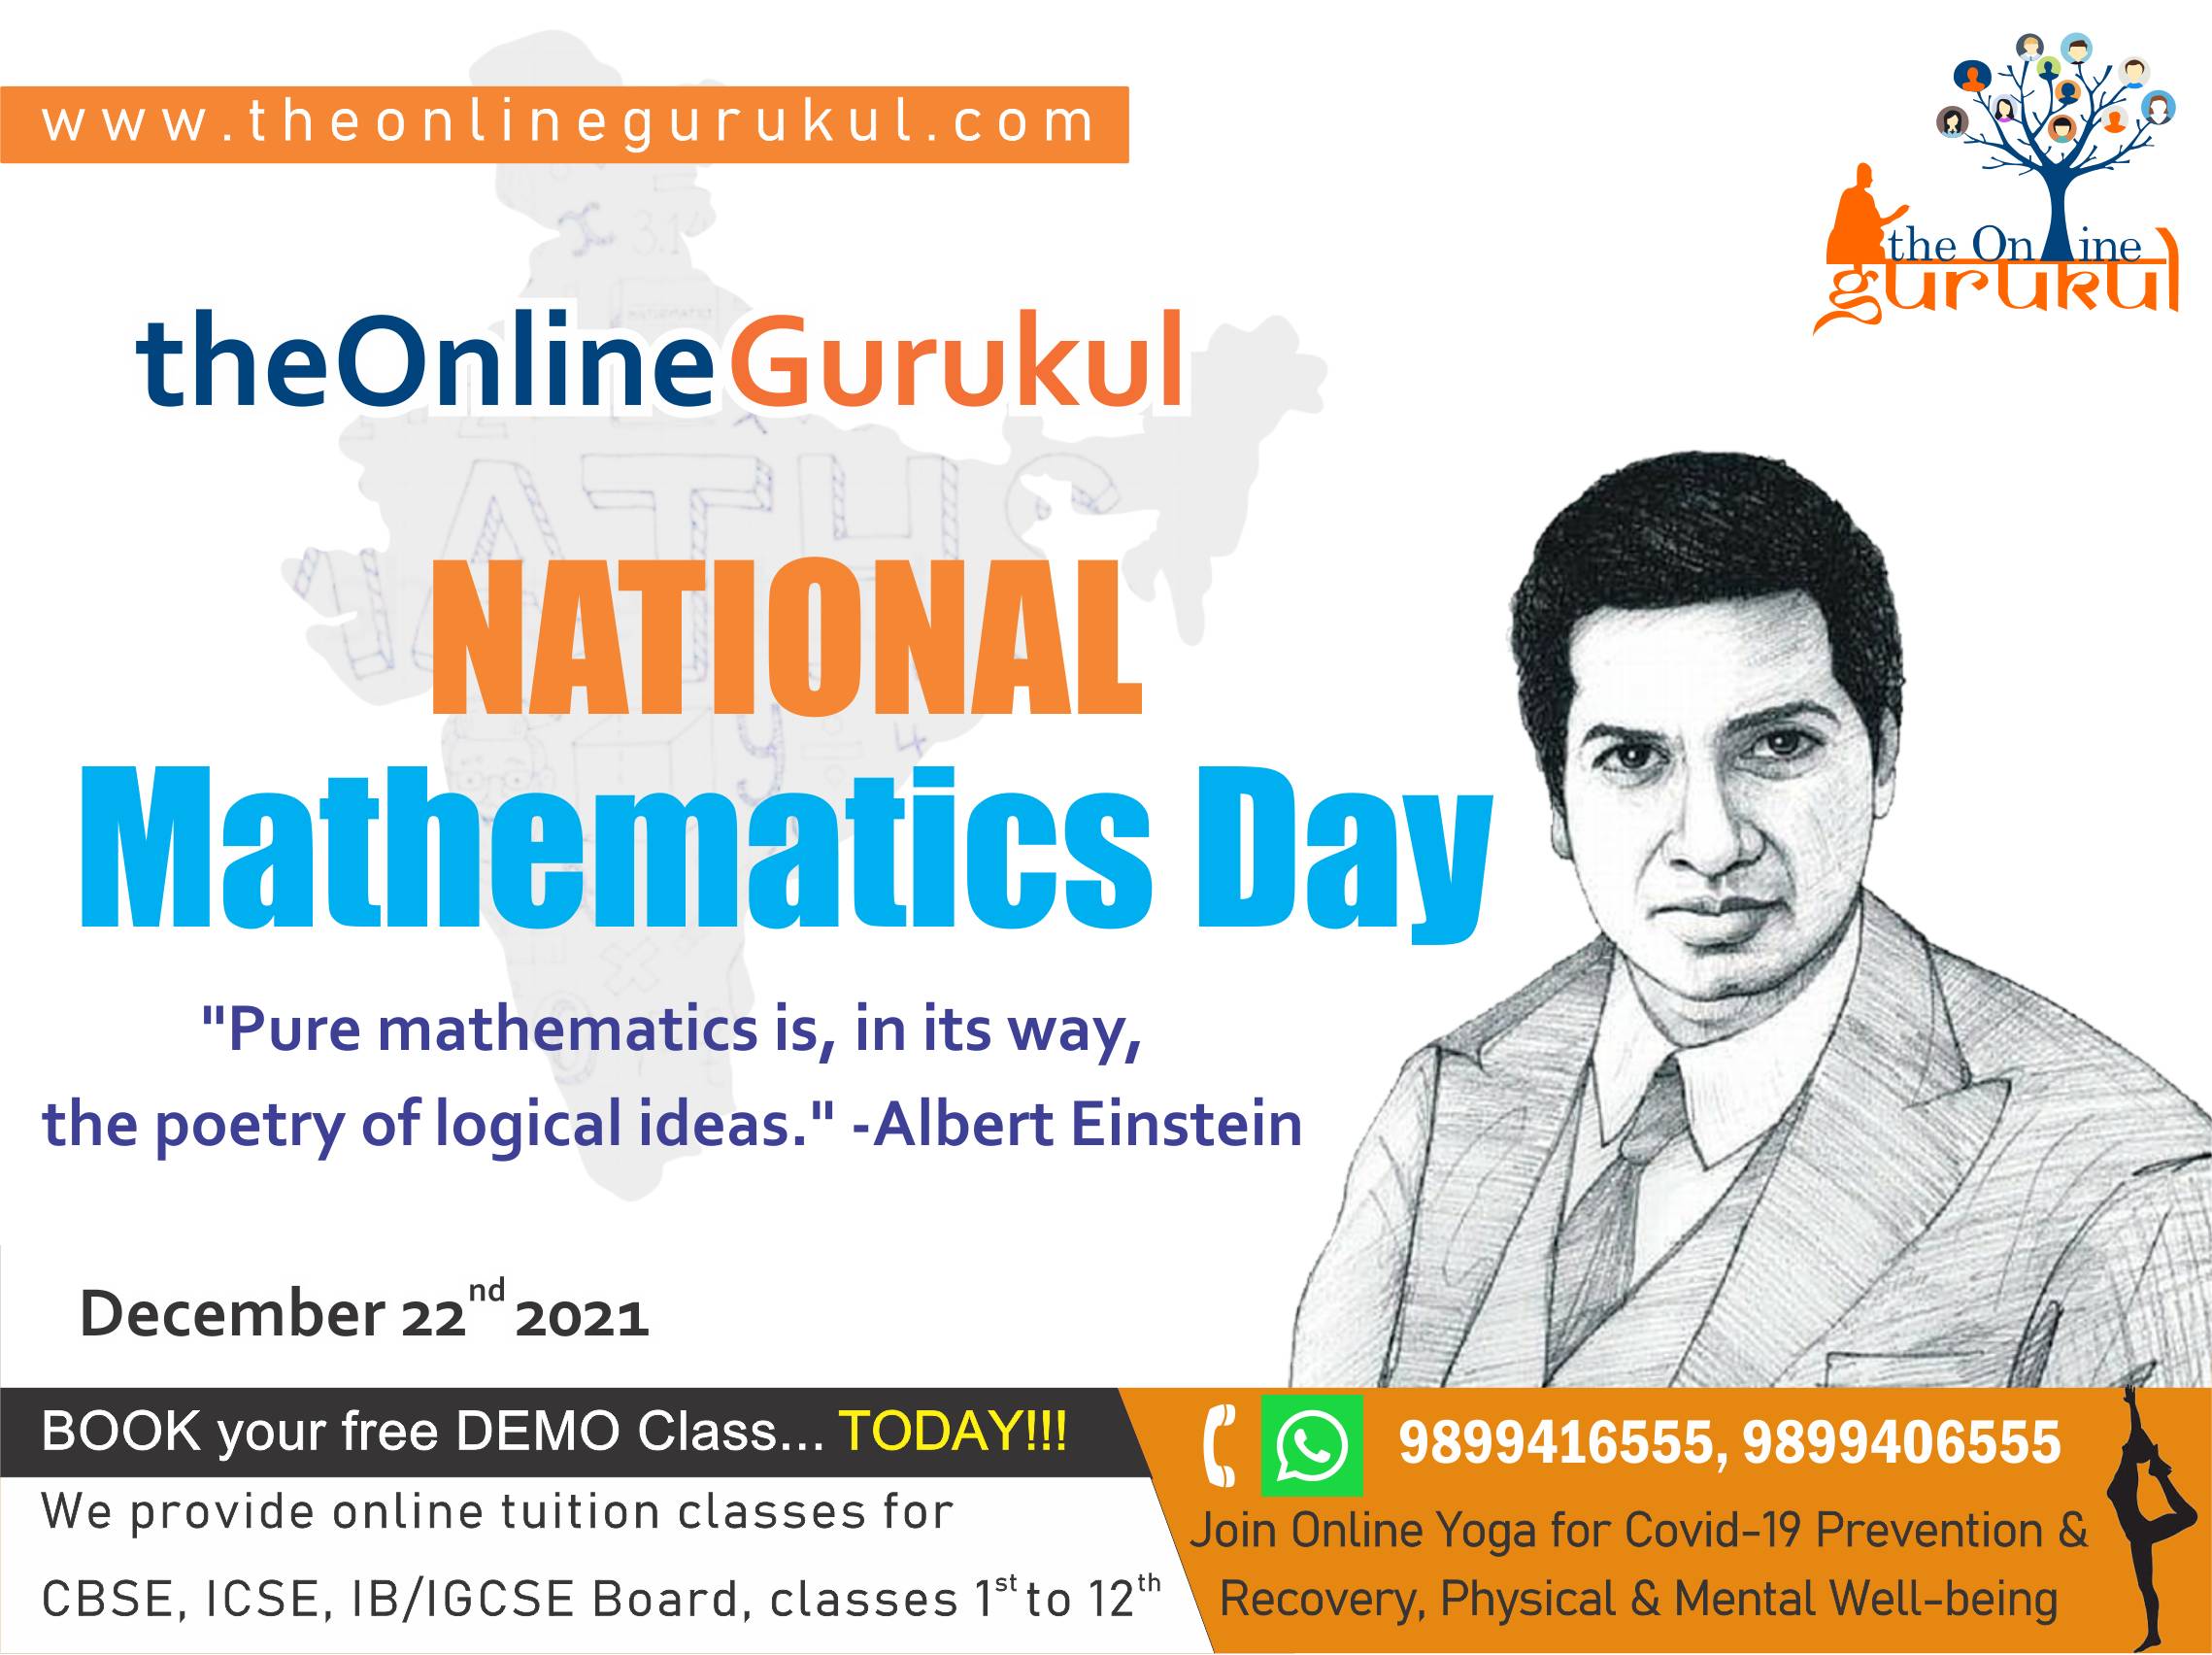 www.theonlinegurukul.com
the Online
gurukul
theOnlineGurukul
MATHS
NATIONAL
Mathematics Day
"Pure mathematics is, in its way,
the poetry of logical ideas." -Albert Einstein
December 22nd 2021
BOOK your free DEMO Class... TODAY!!!
We provide online tuition classes for
CBSE, ICSE, IB/IGCSE Board, classes 1st to 12th
9899416555, 9899406555
Join Online Yoga for Covid-19 Prevention &
Recovery, Physical & Mental Well-being